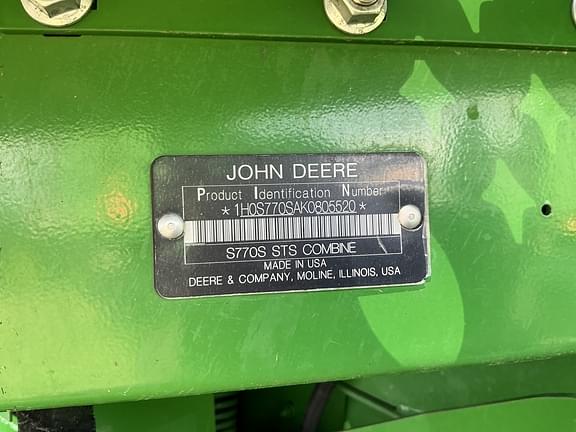 JOHN DEERE
Product Identification Number
*1H0S770SAK0805520*
S770S STS COMBINE
MADE IN USA
DEERE & COMPANY, MOLINE, ILLINOIS, USA